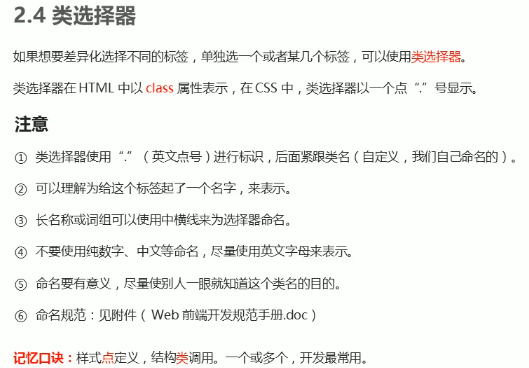 2.4 类选择器
如果想要差异化选择不同的标签，单独选一个或者某几个标签，可以使用类选择器。
类选择器在 HTML 中以 class 属性表示，在 CSS 中，类选择器以一个点“.”号显示。
注意
① 类选择器使用“.”（英文点号）进行标识，后面紧跟类名（自定义，我们自己命名的）。
② 可以理解为给这个标签起了一个名字，来表示。
③ 长名称或词组可以使用中横线来为选择器命名。
④ 不要使用纯数字、中文等命名，尽量使用英文字母来表示。
⑤ 命名要有意义，尽量使别人一眼就知道这个类名的目的。
⑥ 命名规范：见附件（ Web 前端开发规范手册.doc）
记忆口诀：样式点定义，结构类调用。一个或多个，开发最常用。